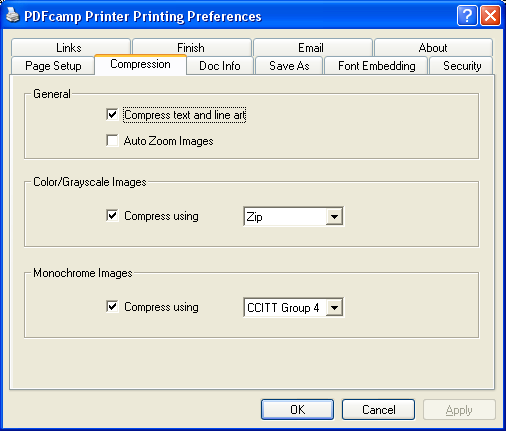 PDFcamp Printer Printing Preferences
Links Finish Email About
Page Setup Compression Doc Info Save As Font Embedding Security
General
Compress text and line art
Auto Zoom Images
Color/Grayscale Images
Compress using Zip
Monochrome Images
Compress using CCITT Group 4
OK Cancel Apply